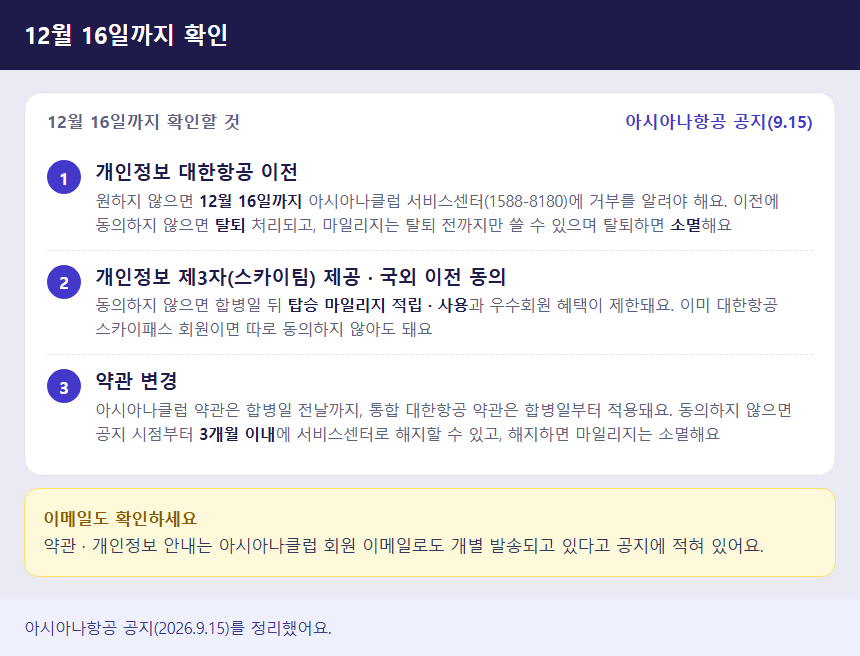 12월 16일까지 확인
12월 16일까지 확인할 것
아시아나항공 공지(9.15)
1
개인정보 대한항공 이전
원하지 않으면 12월 16일까지 아시아나클럽 서비스센터(1588-8180)에 거부를 알려야 해요. 이전에
동의하지 않으면 탈퇴 처리되고, 마일리지는 탈퇴 전까지만 쓸 수 있으며 탈퇴하면 소멸해요
2
개인정보 제3자(스카이팀) 제공 · 국외 이전 동의
동의하지 않으면 합병일 뒤 탑승 마일리지 적립 · 사용과 우수회원 혜택이 제한돼요. 이미 대한항공
스카이패스 회원이면 따로 동의하지 않아도 돼요
3
약관 변경
아시아나클럽 약관은 합병일 전날까지, 통합 대한항공 약관은 합병일부터 적용돼요. 동의하지 않으면
공지 시점부터 3개월 이내에 서비스센터로 해지할 수 있고, 해지하면 마일리지는 소멸해요
이메일도 확인하세요
약관 · 개인정보 안내는 아시아나클럽 회원 이메일로도 개별 발송되고 있다고 공지에 적혀 있어요.
아시아나항공 공지(2026.9.15)를 정리했어요.